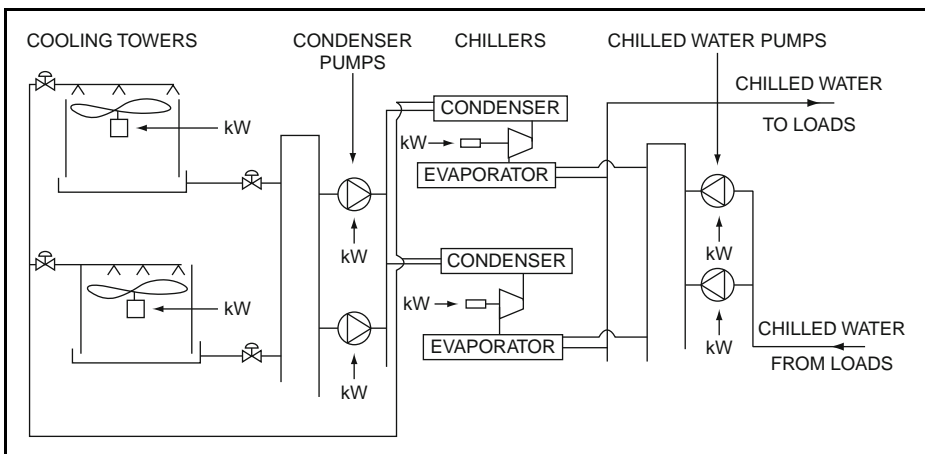 COOLING TOWERS
CONDENSER
PUMPS
CHILLERS
CHILLED WATER PUMPS
CHILLED WATER
TO LOADS
CONDENSER
kW
kW
EVAPORATOR
kW
kW
CONDENSER
kW
kW
EVAPORATOR
CHILLED WATER
FROM LOADS
kW
kW